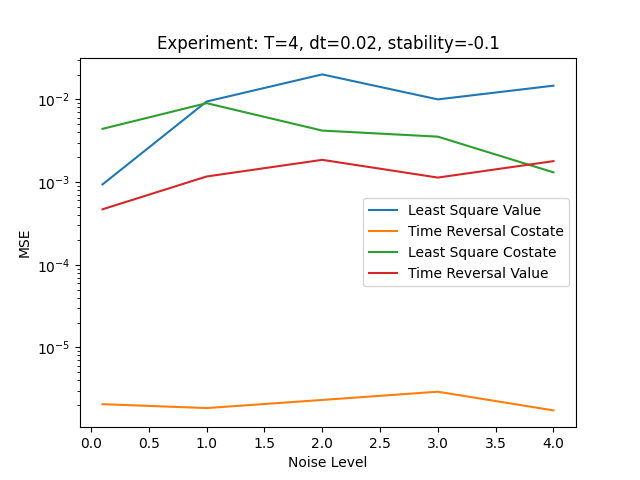 Experiment: T=4, dt=0.02, stability=-0.1
MSE
10⁻²
10⁻³
10⁻⁴
10⁻⁵
Least Square Value
Time Reversal Costate
Least Square Costate
Time Reversal Value
0.0 0.5 1.0 1.5 2.0 2.5 3.0 3.5 4.0
Noise Level